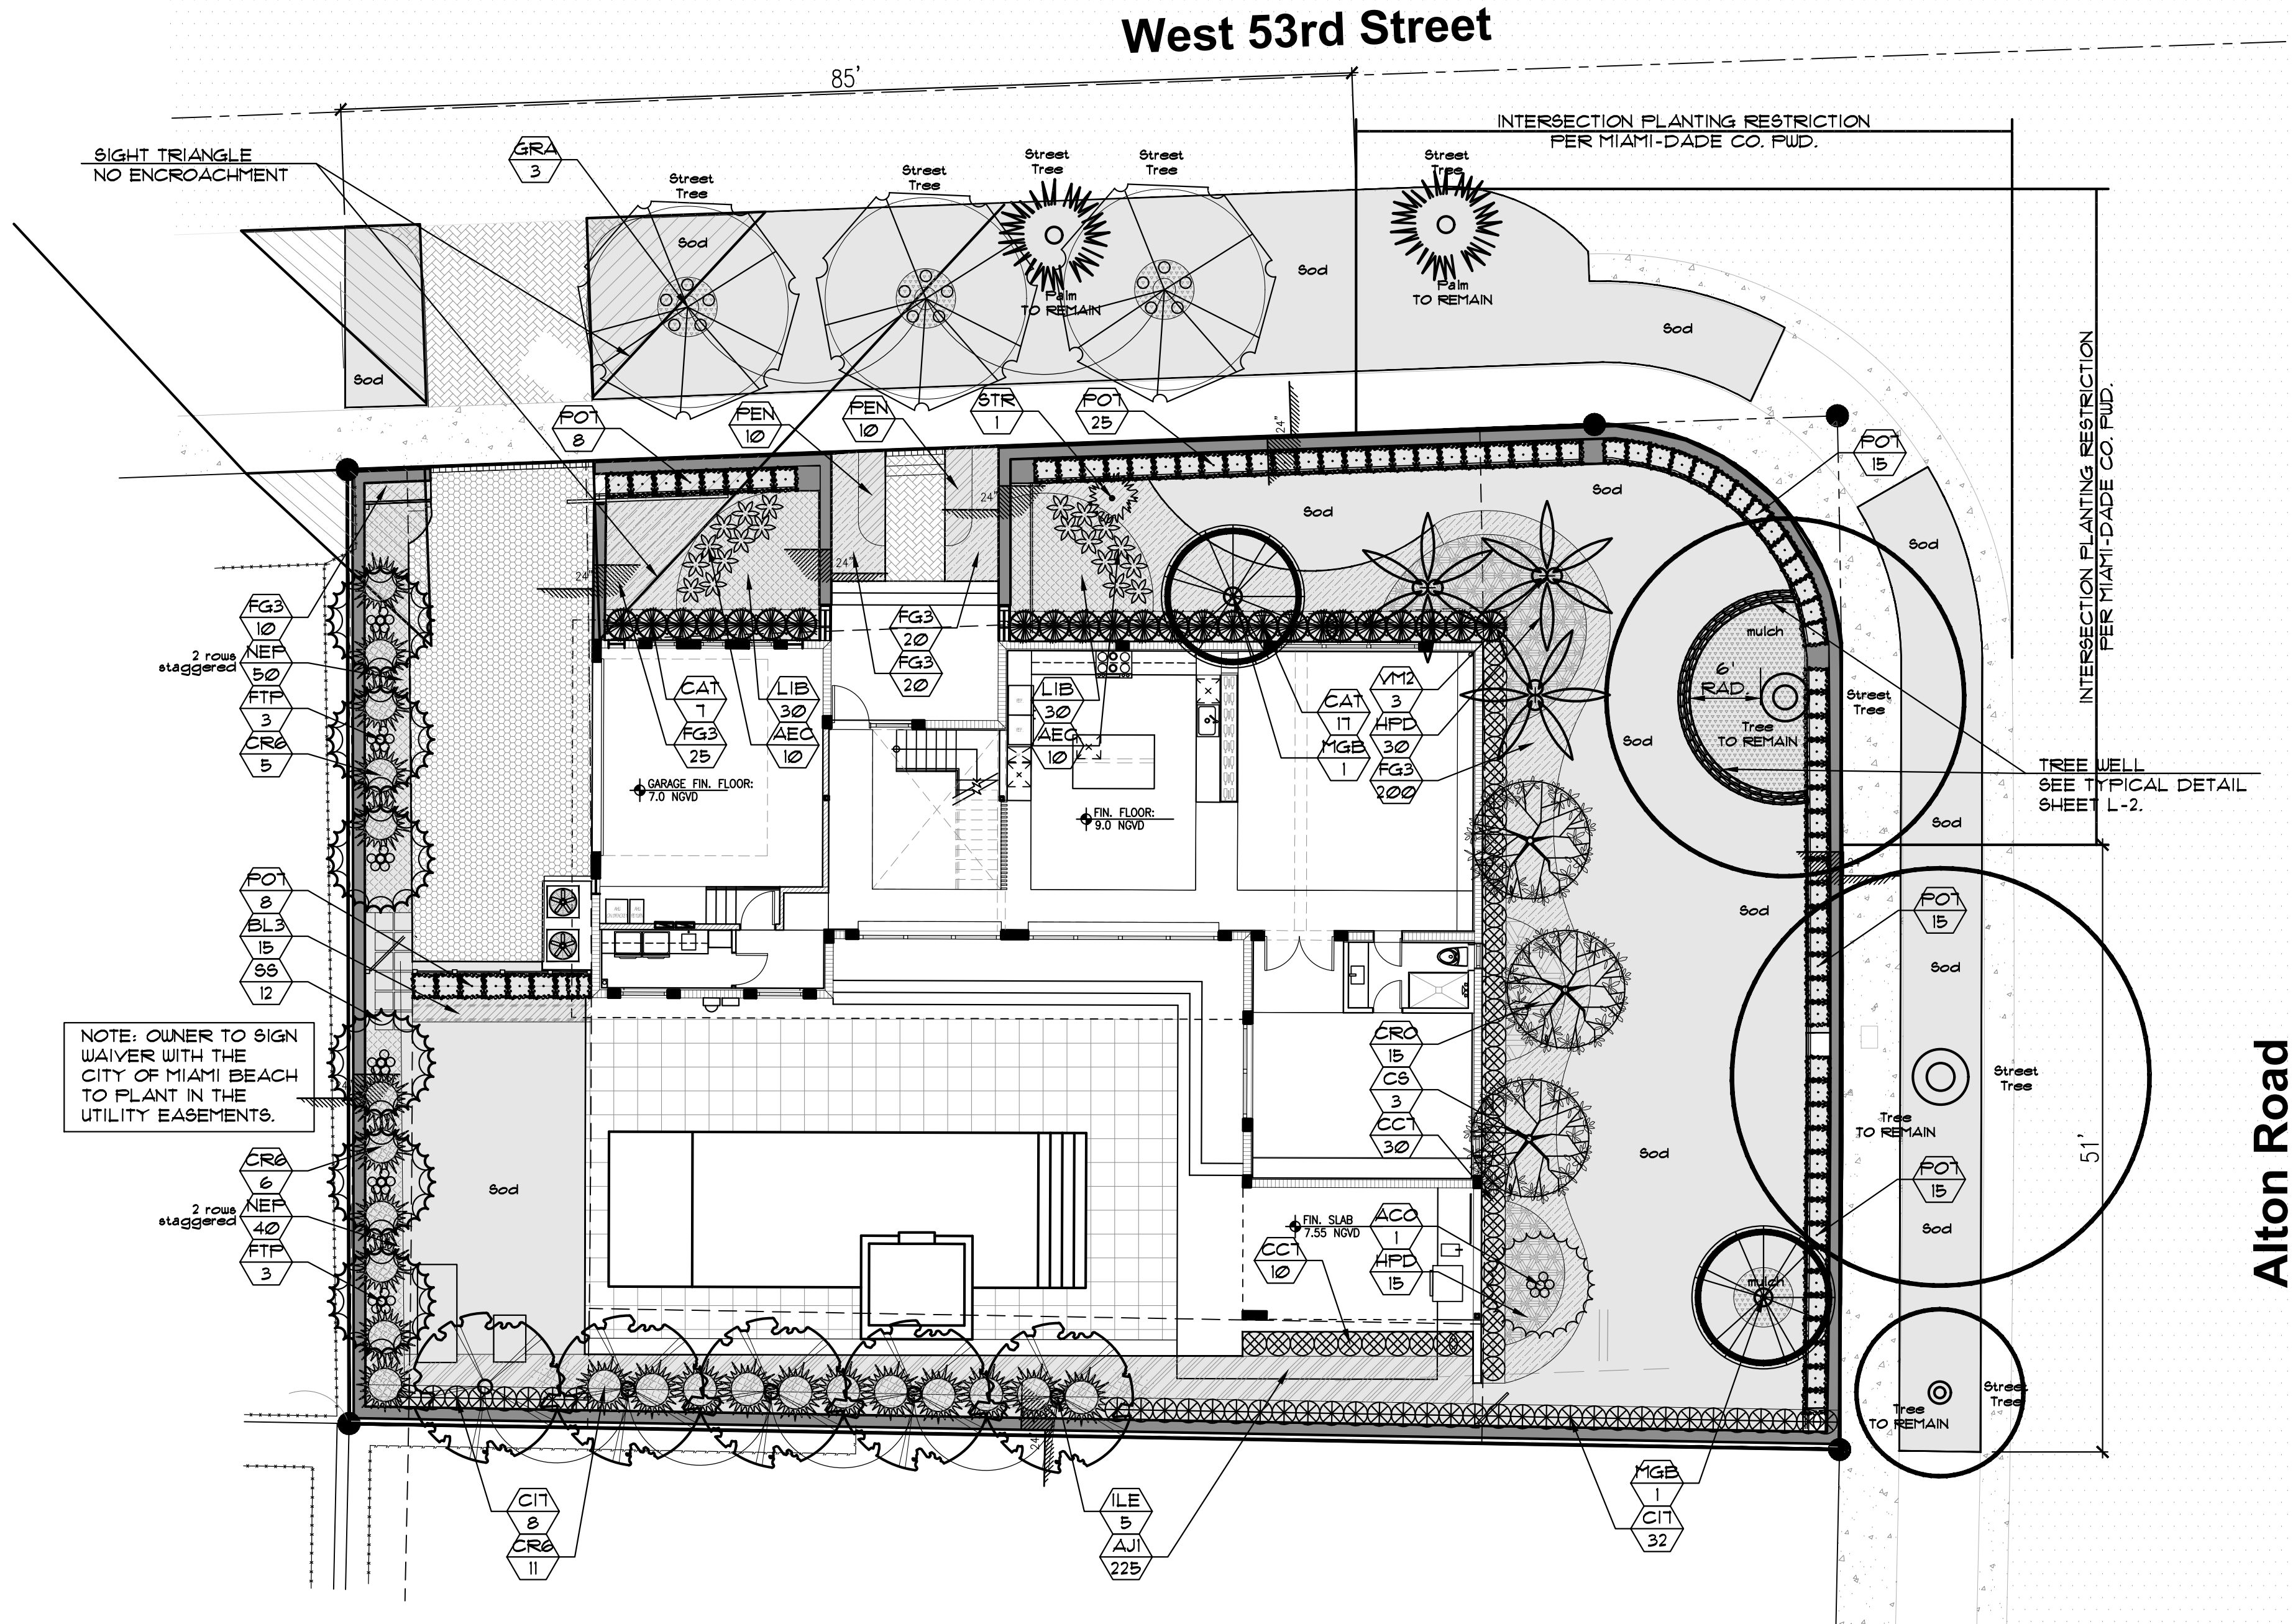 West 53rd Street
85'
INTERSECTION PLANTING RESTRICTION
PER MIAMI-DADE CO. PWD.
SIGHT TRIANGLE
NO ENCROACHMENT
GRA
3
Street
Tree
Street
Tree
Street
Tree
Street
Tree
Street
Tree
Sod
Sod
Sod
Sod
Palm
TO REMAIN
Palm
TO REMAIN
INTERSECTION PLANTING RESTRICTION
PER MIAMI-DADE CO. PWD.
POT
8
PEN
10
PEN
10
STR
1
POT
25
24"
POT
15
24"
24"
24"
Sod
Sod
Sod
FG3
10
2 rows
staggered
NEP
50
FTP
3
CR6
5
FG3
20
FG3
20
CAT
7
FG3
25
LIB
30
AEC
10
LIB
30
AEC
10
CAT
17
MGB
1
VM2
3
HPD
30
FG3
200
mulch
6'
RAD.
Tree
TO REMAIN
Street
Tree
Sod
TREE WELL
SEE TYPICAL DETAIL
SHEET L-2.
GARAGE FIN. FLOOR:
7.0 NGVD
FIN. FLOOR:
9.0 NGVD
Sod
24"
POT
8
BL3
15
SS
12
Sod
POT
15
Sod
NOTE: OWNER TO SIGN
WAIVER WITH THE
CITY OF MIAMI BEACH
TO PLANT IN THE
UTILITY EASEMENTS.
CRO
15
CS
3
CCT
30
Street
Tree
Tree
TO REMAIN
51'
Alton Road
Sod
Sod
CR6
6
2 rows
staggered
NEP
40
FTP
3
FIN. SLAB
7.55 NGVD
ACO
1
HPD
15
CCT
10
POT
15
Sod
mulch
Street
Tree
Tree
TO REMAIN
24"
CIT
8
CR6
11
ILE
5
AJ1
225
MGB
1
CIT
32